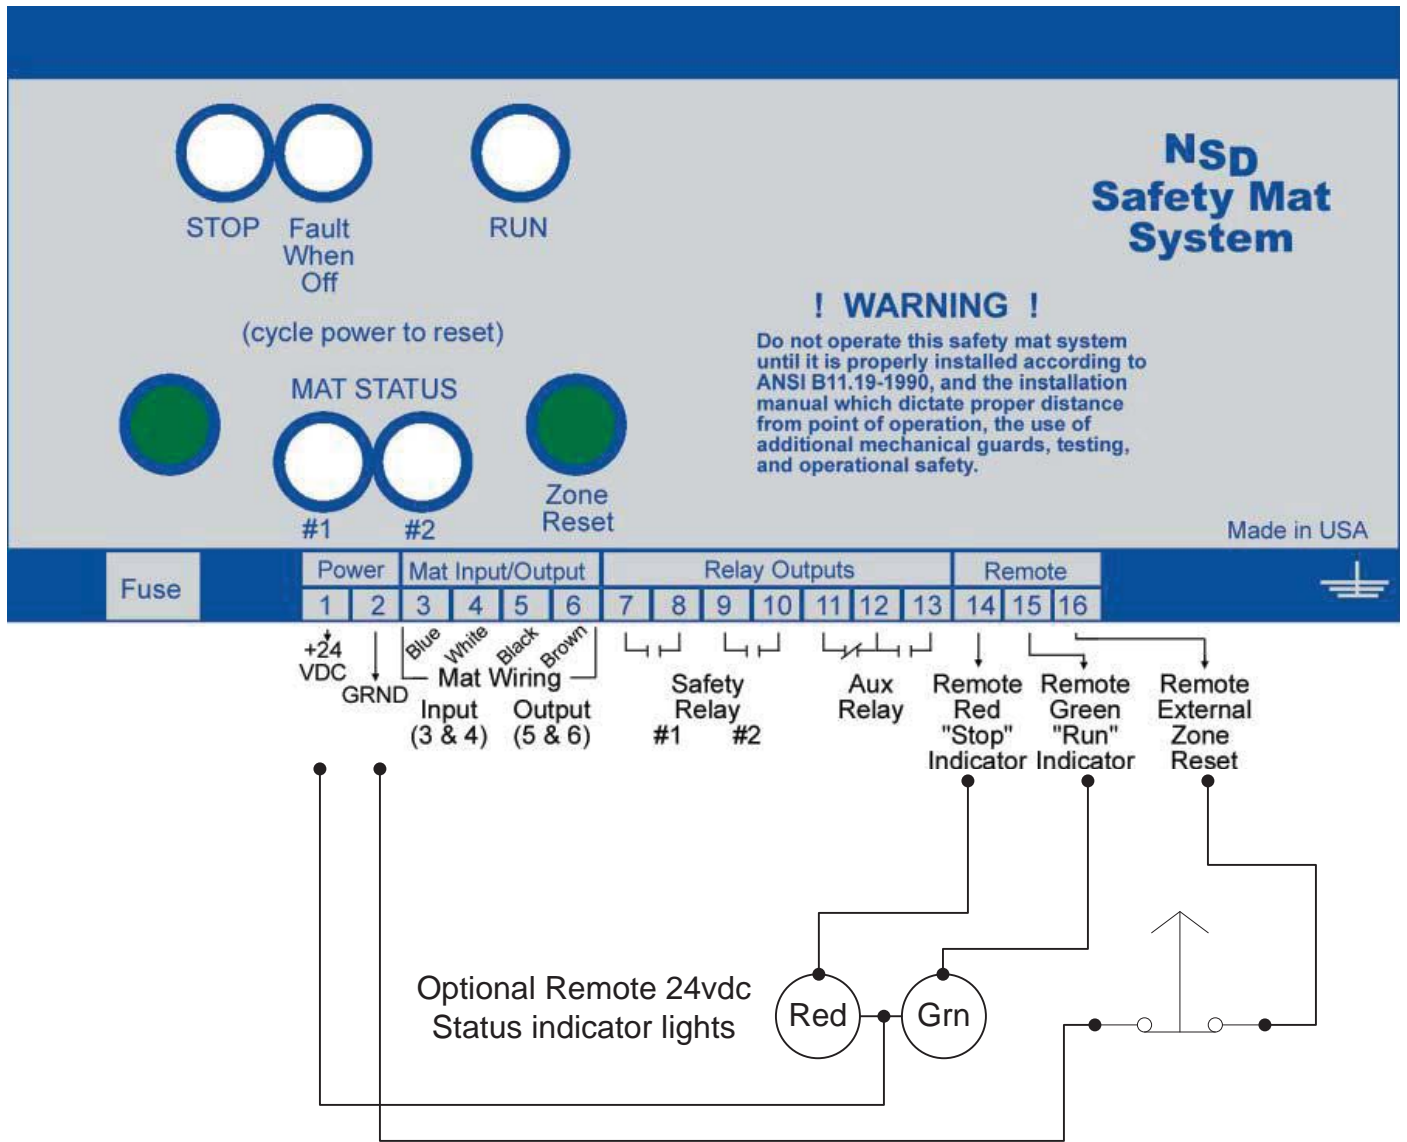 NSD
Safety Mat
System
STOP
Fault
When
Off
RUN
(cycle power to reset)
MAT STATUS
#1
#2
Zone
Reset
! WARNING !
Do not operate this safety mat system
until it is properly installed according to
ANSI B11.19-1990, and the installation
manual which dictate proper distance
from point of operation, the use of
additional mechanical guards, testing,
and operational safety.
Made in USA
Fuse
Power
Mat Input/Output
Relay Outputs
Remote
1 2 3 4 5 6 7 8 9 10 11 12 13 14 15 16
+24
VDC
GRND
Blue
White
Black
Brown
Mat Wiring
Input
(3 & 4)
Output
(5 & 6)
Safety
Relay
#1 #2
Aux
Relay
Remote
Red
"Stop"
Indicator
Remote
Green
"Run"
Indicator
Remote
External
Zone
Reset
Optional Remote 24vdc
Status indicator lights
Red
Grn